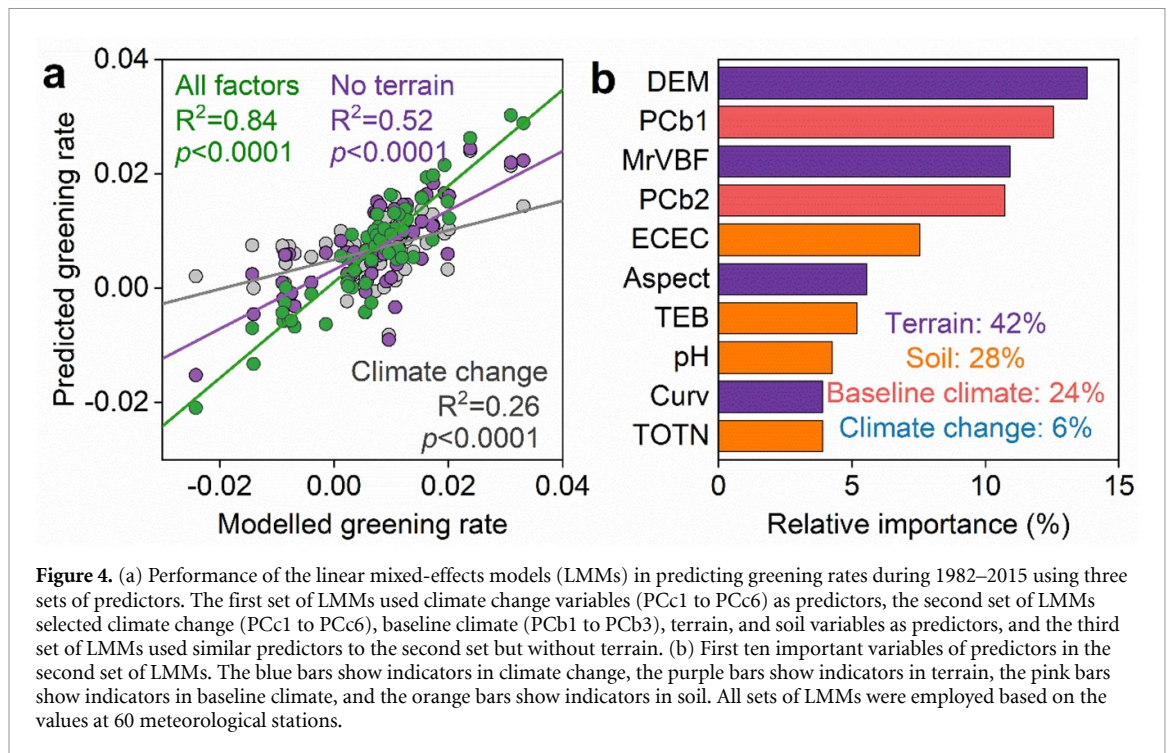 a
0.04
0.02
0.00
-0.02
Predicted greening rate
All factors
R²=0.84
p<0.0001
No terrain
R²=0.52
p<0.0001
Climate change
R²=0.26
p<0.0001
-0.02 0.00 0.02 0.04
Modelled greening rate
b
DEM
PCb1
MrVBF
PCb2
ECEC
Aspect
TEB
pH
Curv
TOTN
Terrain: 42%
Soil: 28%
Baseline climate: 24%
Climate change: 6%
0 5 10 15
Relative importance (%)
Figure 4. (a) Performance of the linear mixed-effects models (LMMs) in predicting greening rates during 1982–2015 using three
sets of predictors. The first set of LMMs used climate change variables (PCc1 to PCc6) as predictors, the second set of LMMs
selected climate change (PCc1 to PCc6), baseline climate (PCb1 to PCb3), terrain, and soil variables as predictors, and the third
set of LMMs used similar predictors to the second set but without terrain. (b) First ten important variables of predictors in the
second set of LMMs. The blue bars show indicators in climate change, the purple bars show indicators in terrain, the pink bars
show indicators in baseline climate, and the orange bars show indicators in soil. All sets of LMMs were employed based on the
values at 60 meteorological stations.